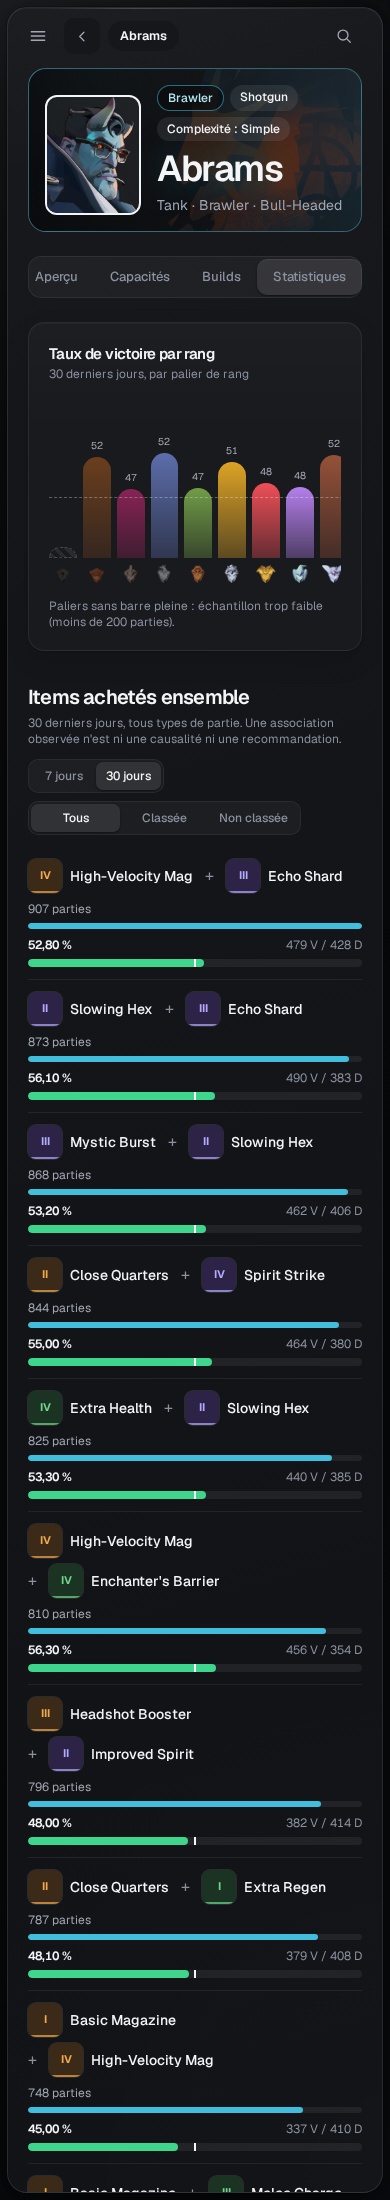 Abrams
Brawler Shotgun
Complexité : Simple
Abrams
Tank · Brawler · Bull-Headed
Aperçu Capacités Builds Statistiques
Taux de victoire par rang
30 derniers jours, par palier de rang
52 47 52 47 51 48 48 52
Paliers sans barre pleine : échantillon trop faible
(moins de 200 parties).
Items achetés ensemble
30 derniers jours, tous types de partie. Une association
observée n'est ni une causalité ni une recommandation.
7 jours 30 jours
Tous Classée Non classée
IV High-Velocity Mag + III Echo Shard
907 parties
52,80 % 479 V / 428 D
II Slowing Hex + III Echo Shard
873 parties
56,10 % 490 V / 383 D
III Mystic Burst + II Slowing Hex
868 parties
53,20 % 462 V / 406 D
II Close Quarters + IV Spirit Strike
844 parties
55,00 % 464 V / 380 D
IV Extra Health + II Slowing Hex
825 parties
53,30 % 440 V / 385 D
IV High-Velocity Mag
+ IV Enchanter's Barrier
810 parties
56,30 % 456 V / 354 D
III Headshot Booster
+ II Improved Spirit
796 parties
48,00 % 382 V / 414 D
II Close Quarters + I Extra Regen
787 parties
48,10 % 379 V / 408 D
I Basic Magazine
+ IV High-Velocity Mag
748 parties
45,00 % 337 V / 410 D
I Basic Magazine + III Melee Charge